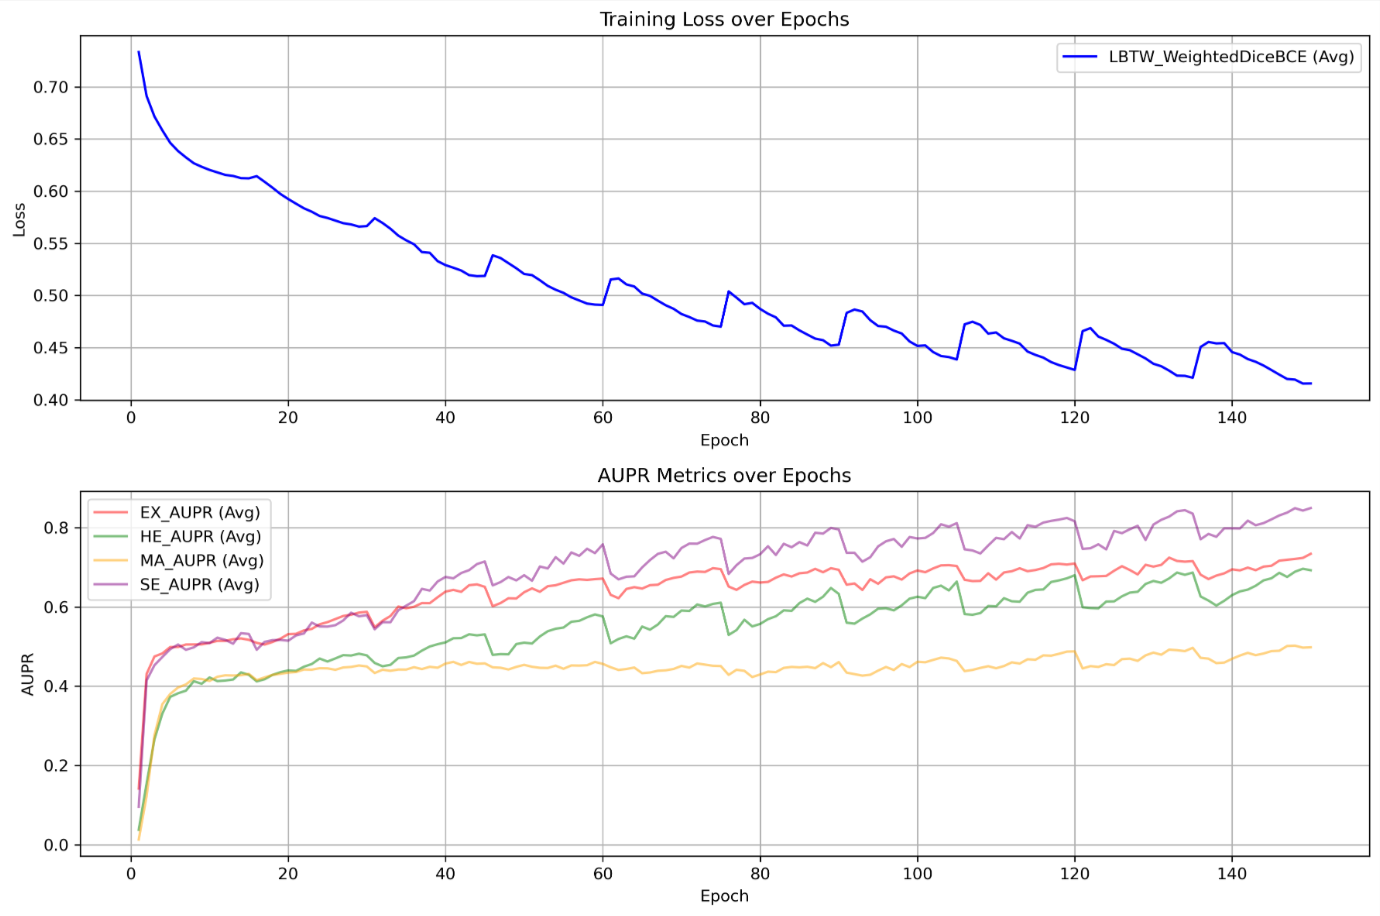 Training Loss over Epochs
LBTW_WeightedDiceBCE (Avg)
Loss
0.70
0.65
0.60
0.55
0.50
0.45
0.40
0 20 40 60 80 100 120 140
Epoch
AUPR Metrics over Epochs
EX_AUPR (Avg)
HE_AUPR (Avg)
MA_AUPR (Avg)
SE_AUPR (Avg)
AUPR
0.8
0.6
0.4
0.2
0.0
0 20 40 60 80 100 120 140
Epoch